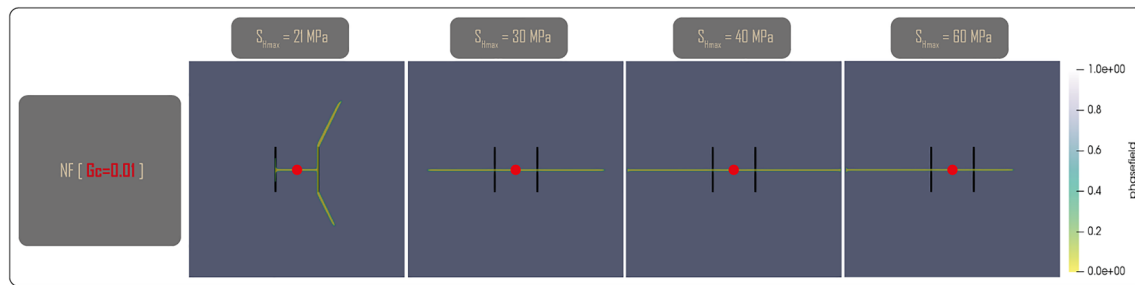 S_Hmax = 21 MPa
S_Hmax = 30 MPa
S_Hmax = 40 MPa
S_Hmax = 60 MPa
NF [ Gc=0.01 ]
1.0e+00
0.8
0.6
0.4
0.2
0.0e+00
phasefield